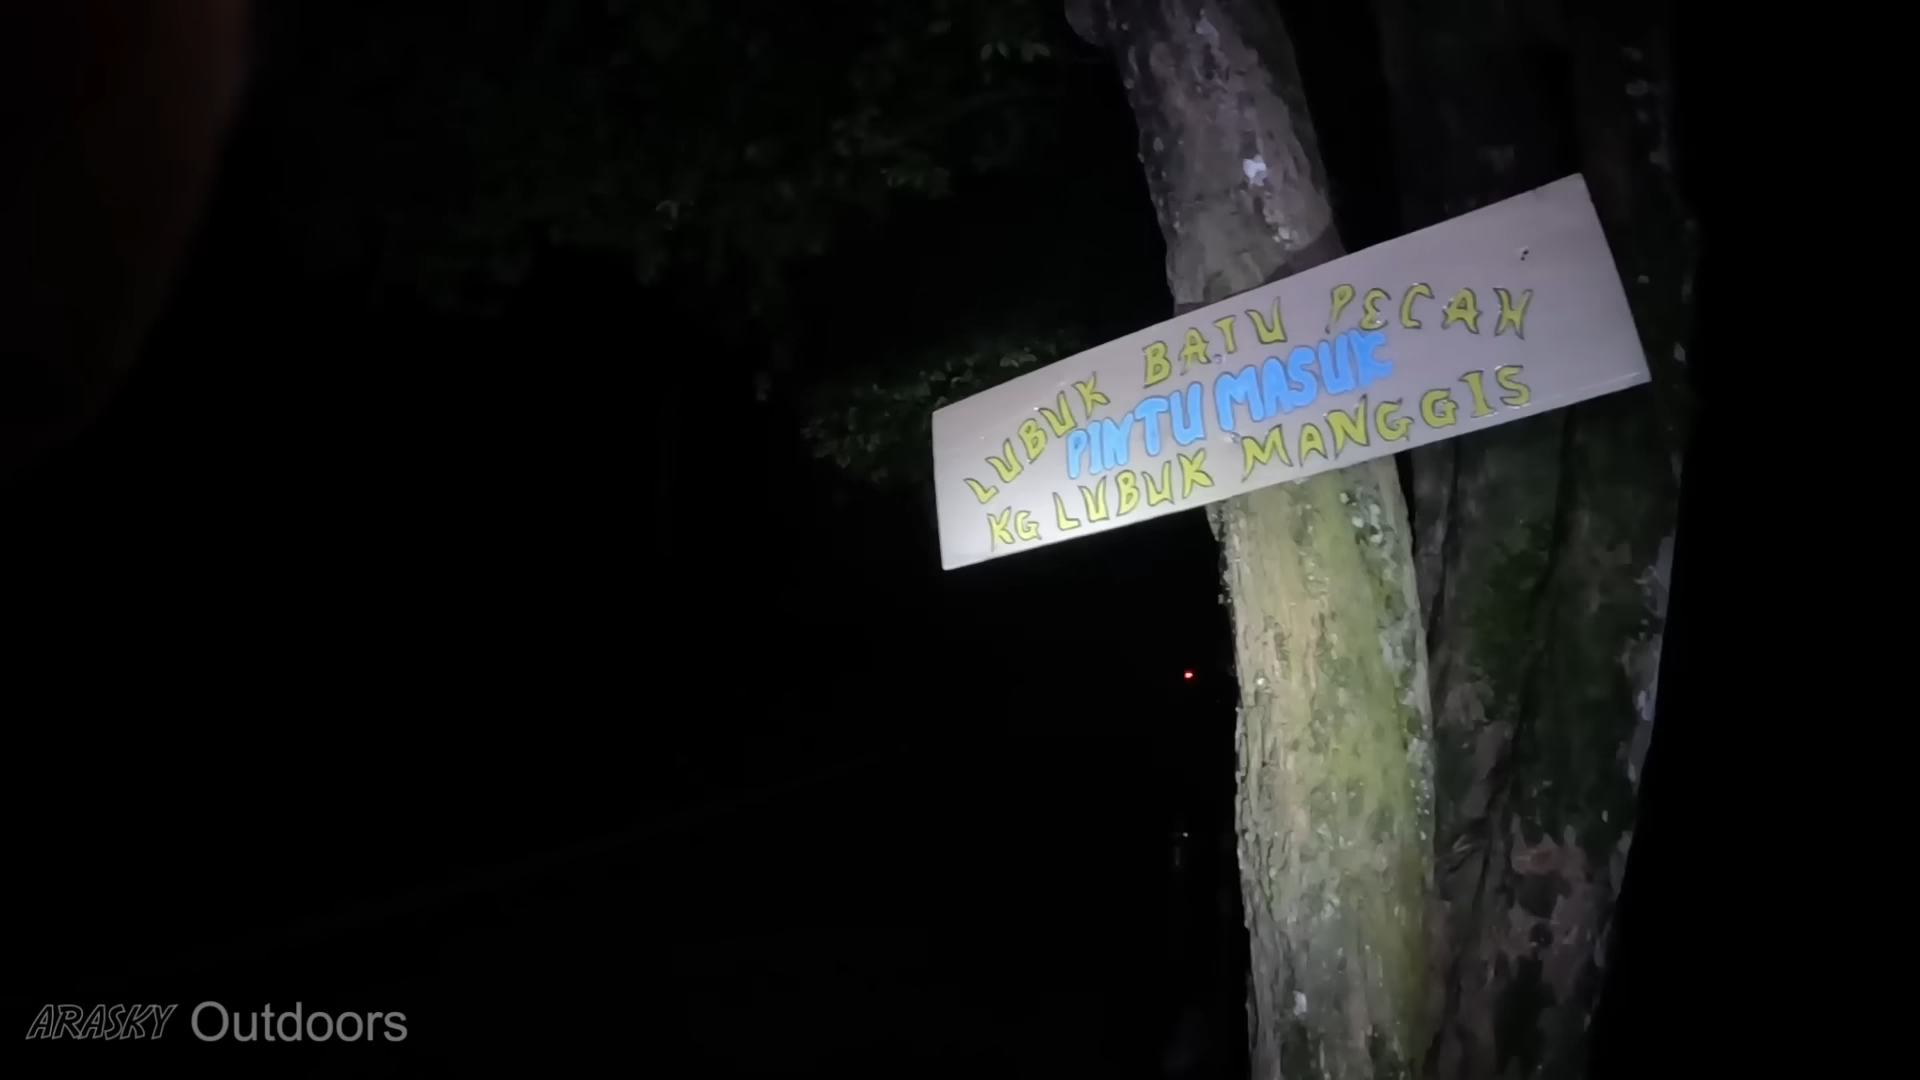 LUBUK BATU PECAH
PINTU MASUK
KG LUBUK MANGGIS
ARASKY Outdoors